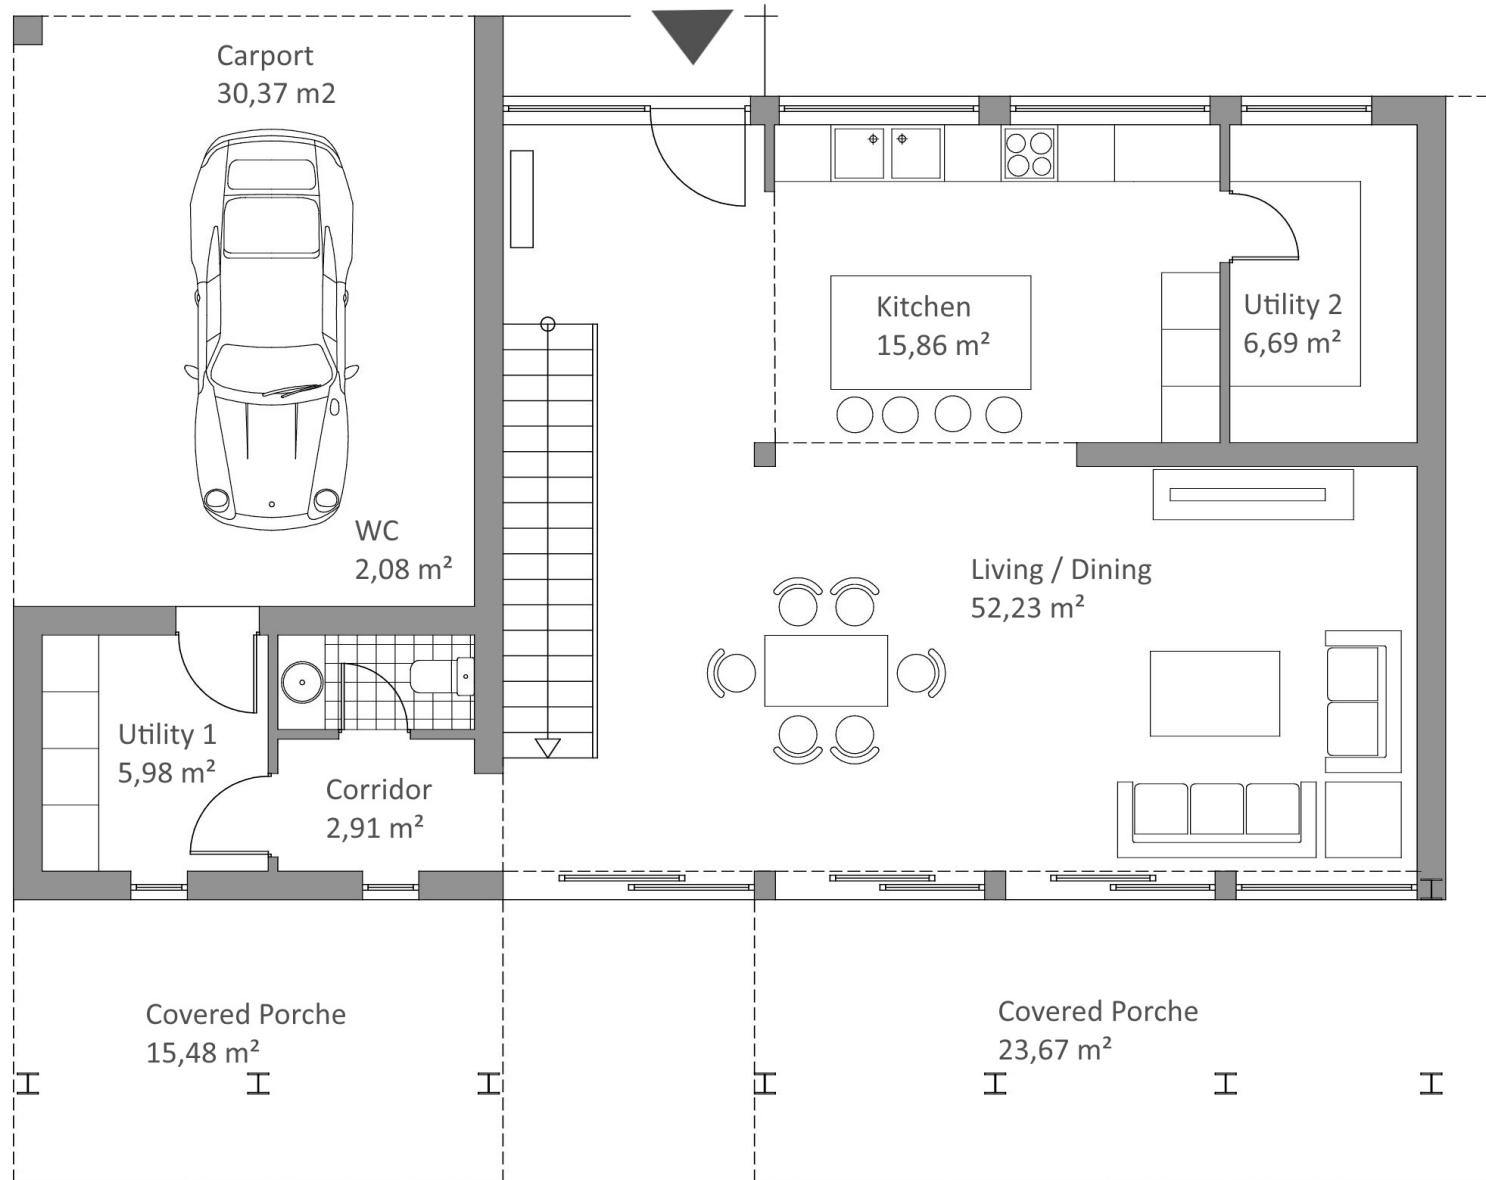 Carport
30,37 m2
Kitchen
15,86 m²
Utility 2
6,69 m²
WC
2,08 m²
Living / Dining
52,23 m²
Utility 1
5,98 m²
Corridor
2,91 m²
Covered Porche
15,48 m²
Covered Porche
23,67 m²